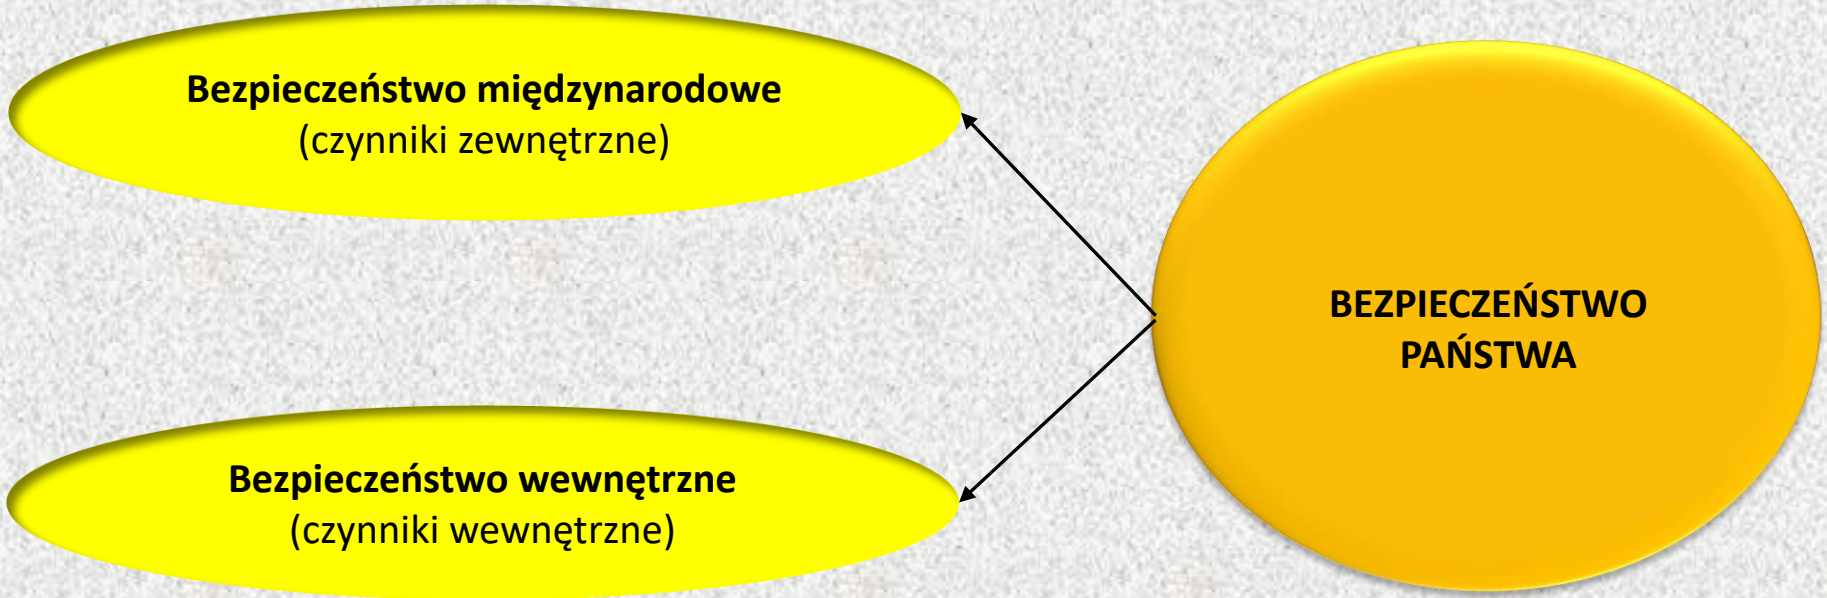 Bezpieczeństwo międzynarodowe
(czynniki zewnętrzne)
BEZPIECZEŃSTWO
PAŃSTWA
Bezpieczeństwo wewnętrzne
(czynniki wewnętrzne)